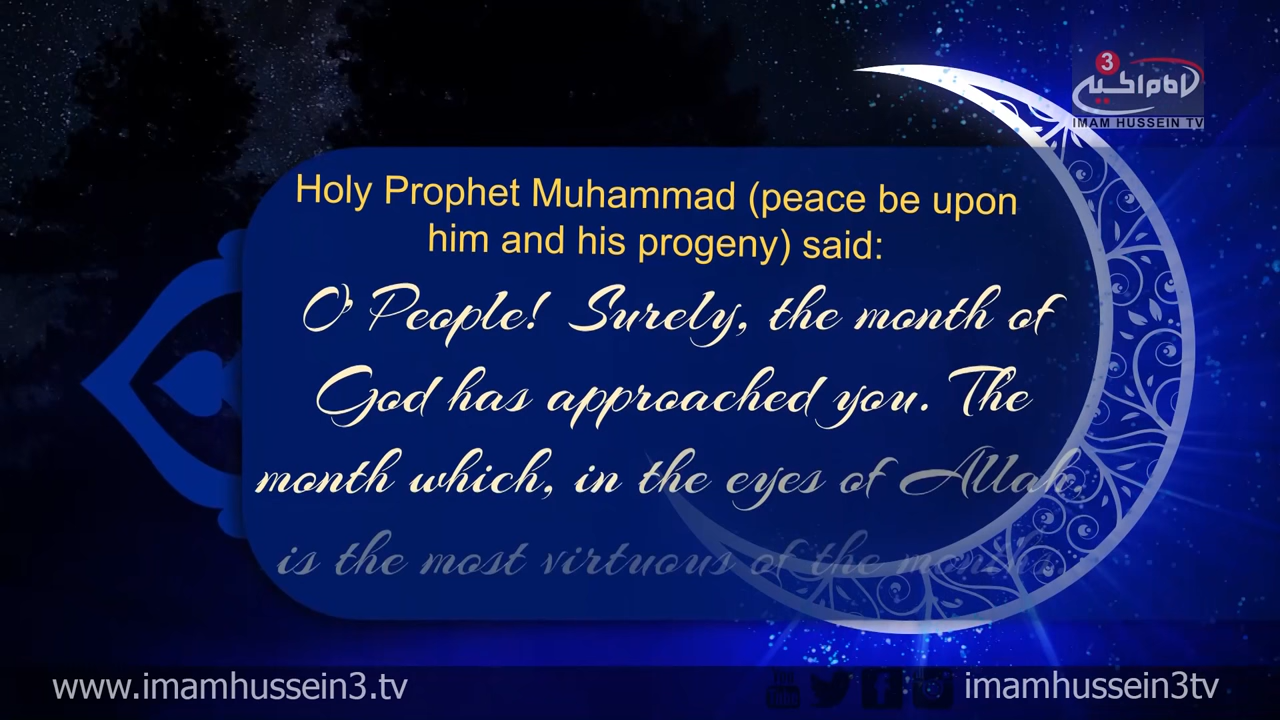 3
IMAM HUSSEIN TV
Holy Prophet Muhammad (peace be upon
him and his progeny) said:
O People! Surely, the month of
God has approached you. The
month which, in the eyes of Allah,
is the most virtuous of the months.
www.imamhussein3.tv
imamhussein3tv